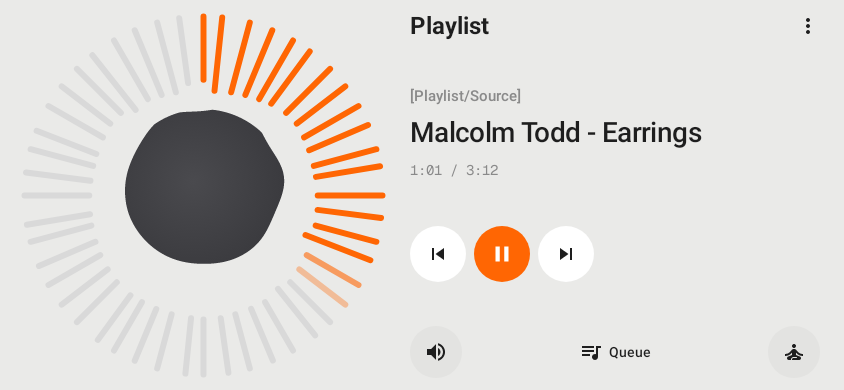 Playlist
[Playlist/Source]
Malcolm Todd - Earrings
1:01 / 3:12
Queue